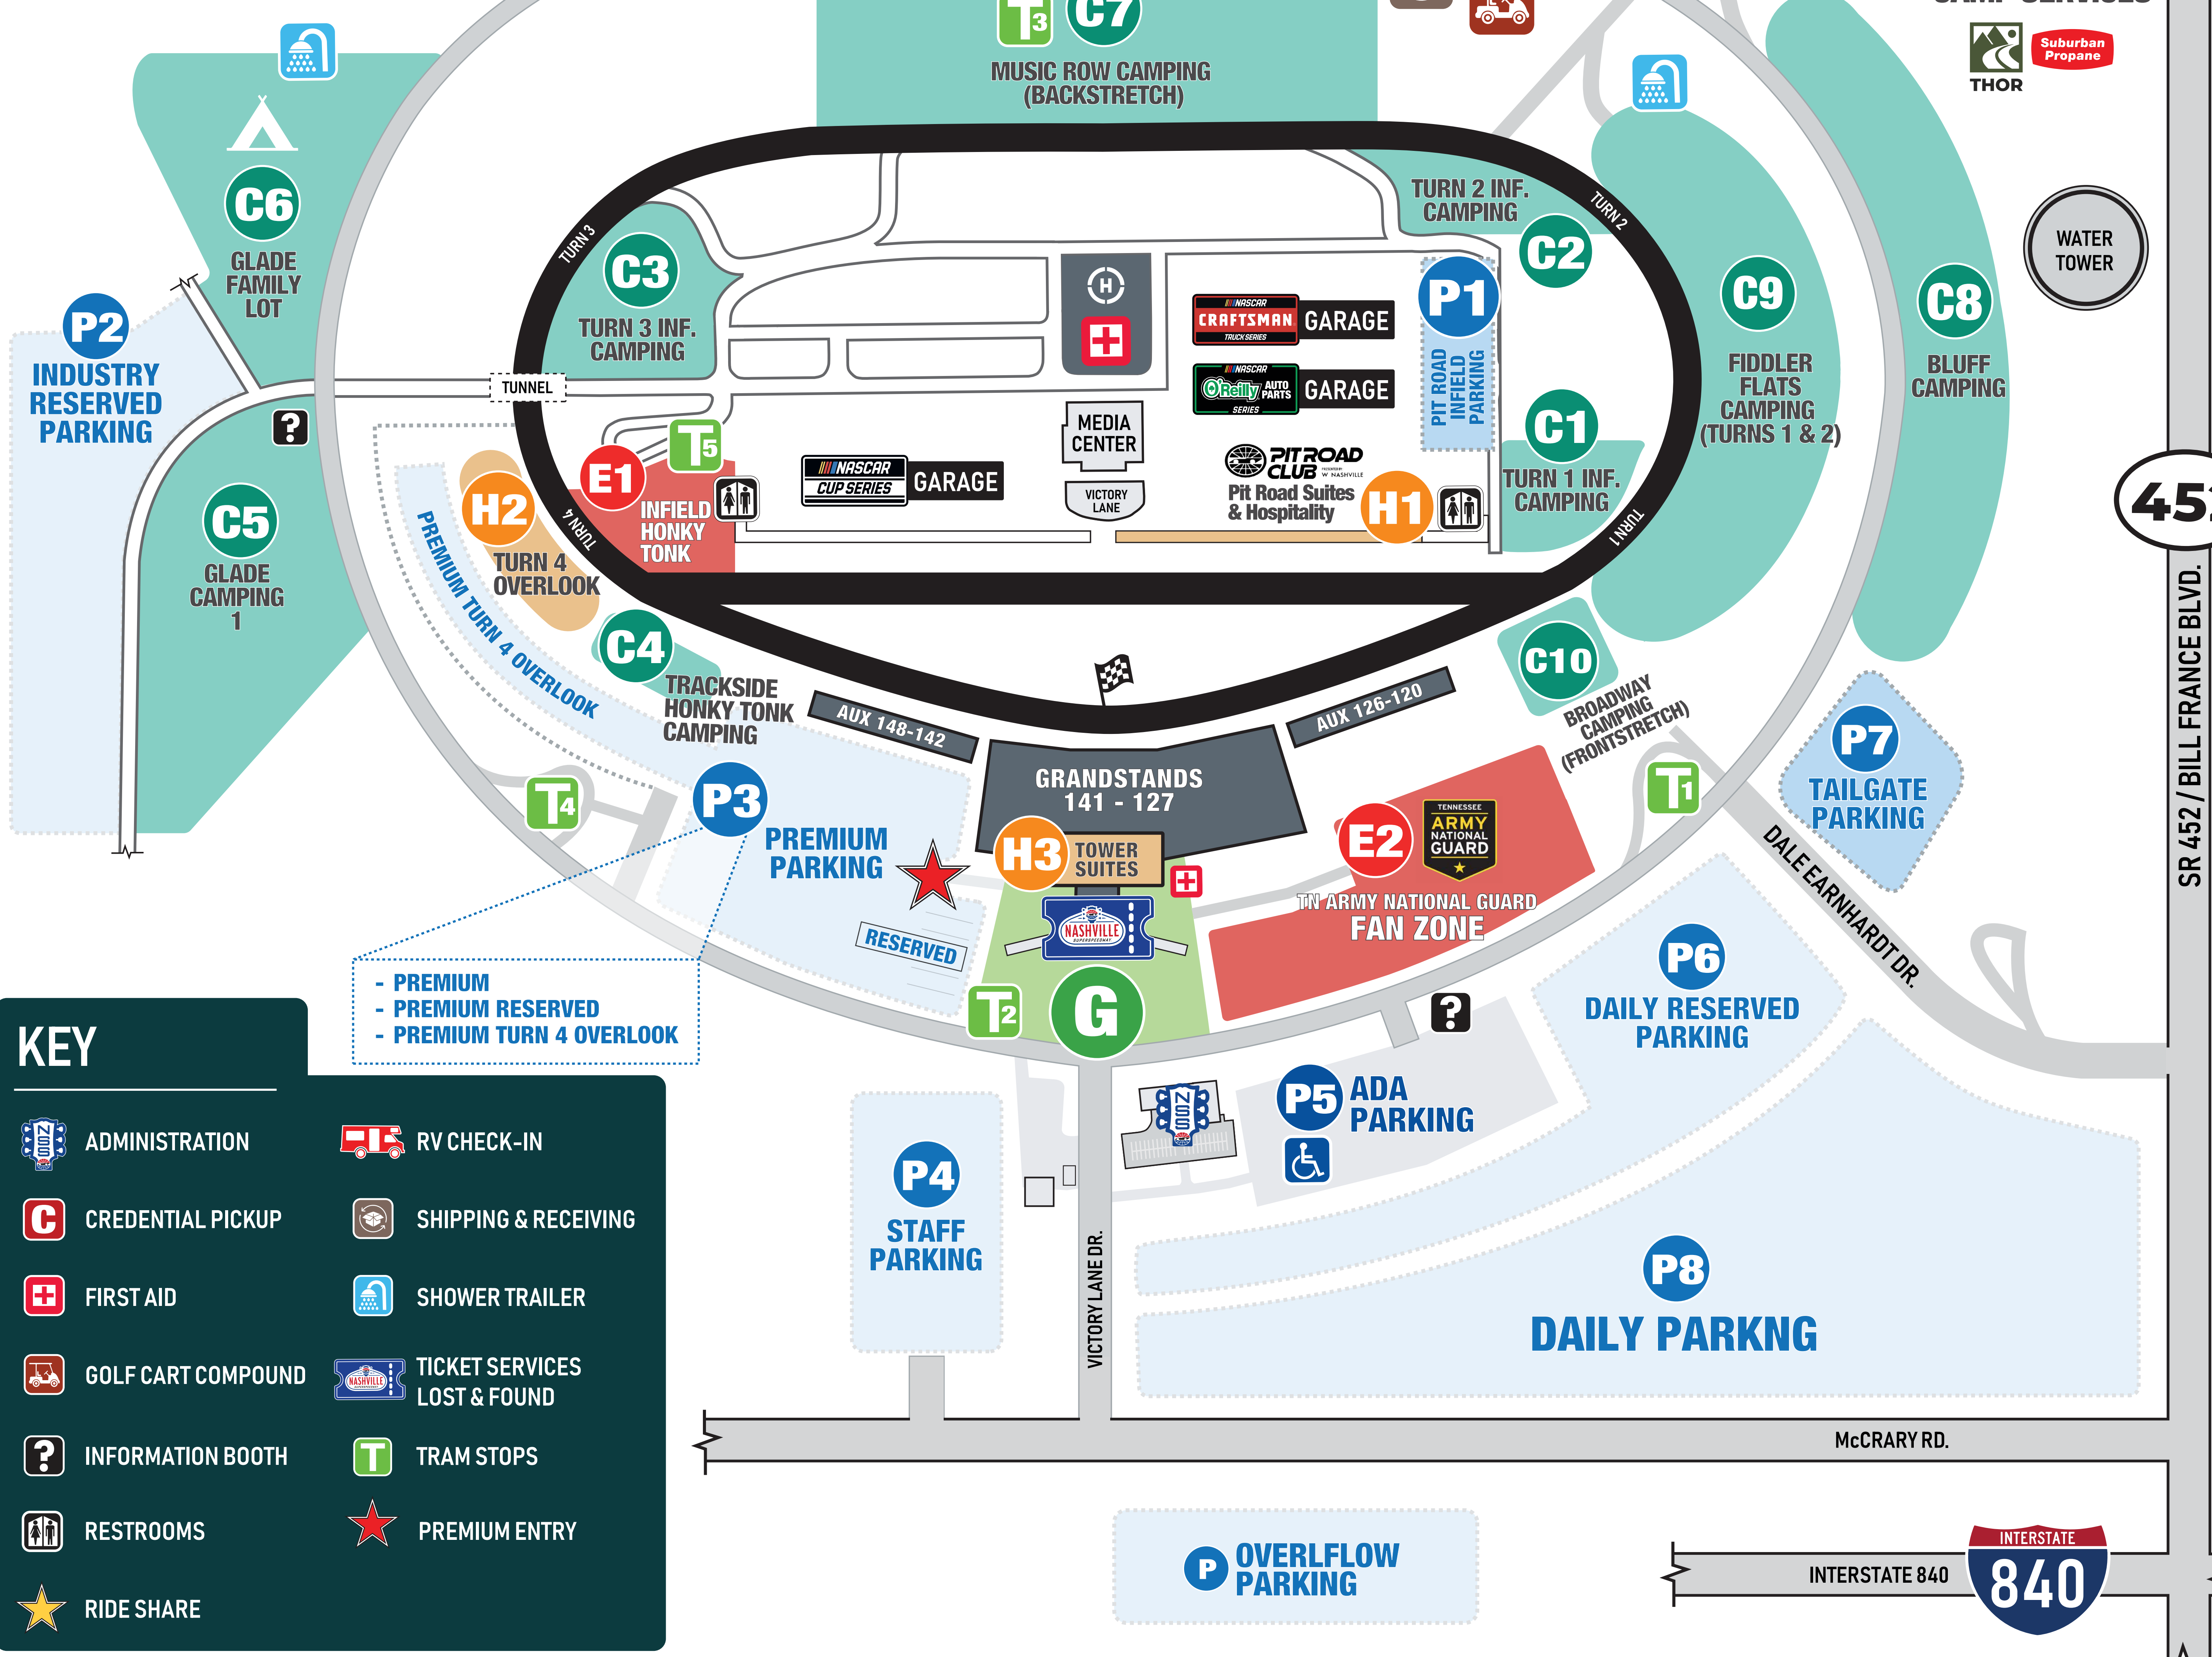 T3
C7
MUSIC ROW CAMPING
(BACKSTRETCH)
Suburban
Propane
THOR
C6
GLADE
FAMILY
LOT
P2
INDUSTRY
RESERVED
PARKING
?
C5
GLADE
CAMPING
1
TUNNEL
TURN 3
C3
TURN 3 INF.
CAMPING
H
TURN 2 INF.
CAMPING
C2
TURN 2
NASCAR
CRAFTSMAN
TRUCK SERIES
GARAGE
NASCAR
O'Reilly AUTO PARTS
SERIES
GARAGE
P1
PIT ROAD
INFIELD
PARKING
C9
FIDDLER
FLATS
CAMPING
(TURNS 1 & 2)
C8
BLUFF
CAMPING
WATER
TOWER
MEDIA
CENTER
VICTORY
LANE
NASCAR
CUP SERIES
GARAGE
PIT ROAD
CLUB
Pit Road Suites
& Hospitality
H1
C1
TURN 1 INF.
CAMPING
TURN 1
T5
E1
INFIELD
HONKY
TONK
H2
TURN 4
OVERLOOK
TURN 4
PREMIUM TURN 4 OVERLOOK
C4
TRACKSIDE
HONKY TONK
CAMPING
AUX 148-142
AUX 126-120
GRANDSTANDS
141 - 127
C10
BROADWAY
CAMPING
(FRONTSTRETCH)
T1
P7
TAILGATE
PARKING
DALE EARNHARDT DR.
SR 452 / BILL FRANCE BLVD.
T4
P3
PREMIUM
PARKING
RESERVED
H3
TOWER
SUITES
NASHVILLE
SUPERSPEEDWAY
T2
G
E2
TENNESSEE
ARMY
NATIONAL
GUARD
TN ARMY NATIONAL GUARD
FAN ZONE
- PREMIUM
- PREMIUM RESERVED
- PREMIUM TURN 4 OVERLOOK
?
P6
DAILY RESERVED
PARKING
NSS
P5
ADA
PARKING
P4
STAFF
PARKING
VICTORY LANE DR.
P8
DAILY PARKNG
McCRARY RD.
P
OVERLFLOW
PARKING
INTERSTATE 840
INTERSTATE
840
KEY
NSS
ADMINISTRATION
C
CREDENTIAL PICKUP
FIRST AID
GOLF CART COMPOUND
?
INFORMATION BOOTH
RESTROOMS
RIDE SHARE
RV CHECK-IN
SHIPPING & RECEIVING
SHOWER TRAILER
NASHVILLE
TICKET SERVICES
LOST & FOUND
T
TRAM STOPS
PREMIUM ENTRY